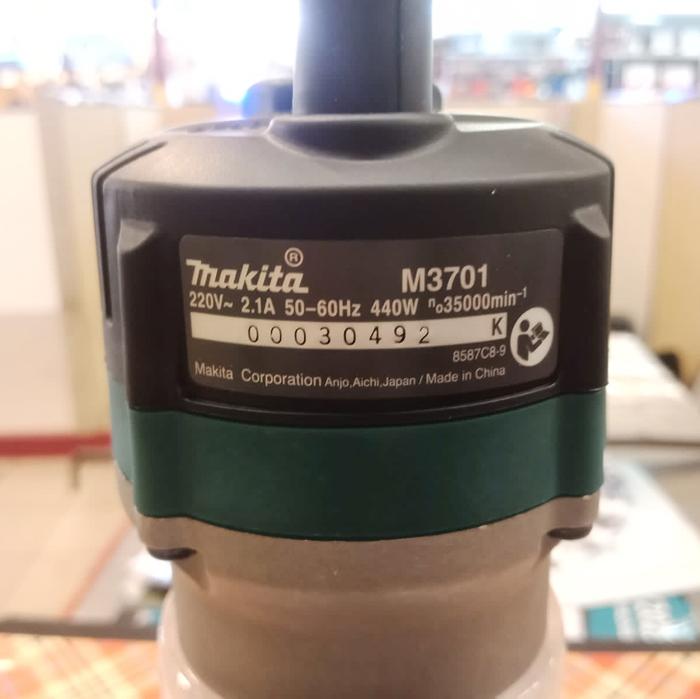 makita® M3701
220V~ 2.1A 50-60Hz 440W n₀35000min⁻¹
00030492 K
8587C8-9
Makita Corporation Anjo,Aichi,Japan / Made in China